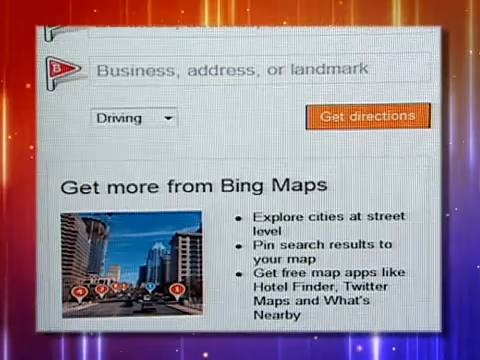 B
Business, address, or landmark
Driving
Get directions
Get more from Bing Maps
Explore cities at street
level
Pin search results to
your map
Get free map apps like
Hotel Finder, Twitter
Maps and What's
Nearby